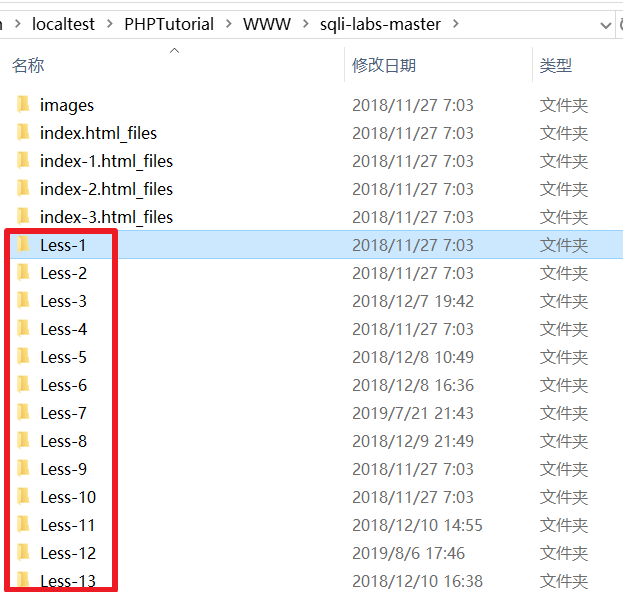 localtest > PHPTutorial > WWW > sqli-labs-master >
名称 修改日期 类型
images 2018/11/27 7:03 文件夹
index.html_files 2018/11/27 7:03 文件夹
index-1.html_files 2018/11/27 7:03 文件夹
index-2.html_files 2018/11/27 7:03 文件夹
index-3.html_files 2018/11/27 7:03 文件夹
Less-1 2018/11/27 7:03 文件夹
Less-2 2018/11/27 7:03 文件夹
Less-3 2018/12/7 19:42 文件夹
Less-4 2018/11/27 7:03 文件夹
Less-5 2018/12/8 10:49 文件夹
Less-6 2018/12/8 16:36 文件夹
Less-7 2019/7/21 21:43 文件夹
Less-8 2018/12/9 21:49 文件夹
Less-9 2018/11/27 7:03 文件夹
Less-10 2018/11/27 7:03 文件夹
Less-11 2018/12/10 14:55 文件夹
Less-12 2019/8/6 17:46 文件夹
Less-13 2018/12/10 16:38 文件夹